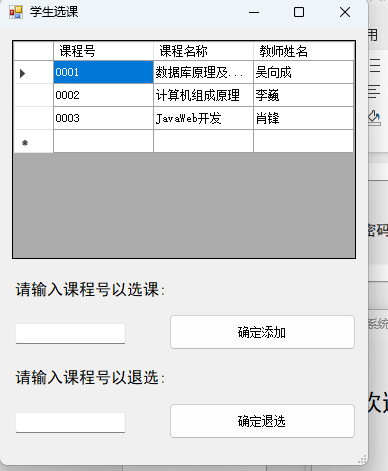 学生选课
用
课程号 课程名称 教师姓名
0001 数据库原理及... 吴向成
0002 计算机组成原理 李巍
0003 JavaWeb开发 肖锋
密码
请输入课程号以选课:
系统
确定添加
请输入课程号以退选:
确定退选